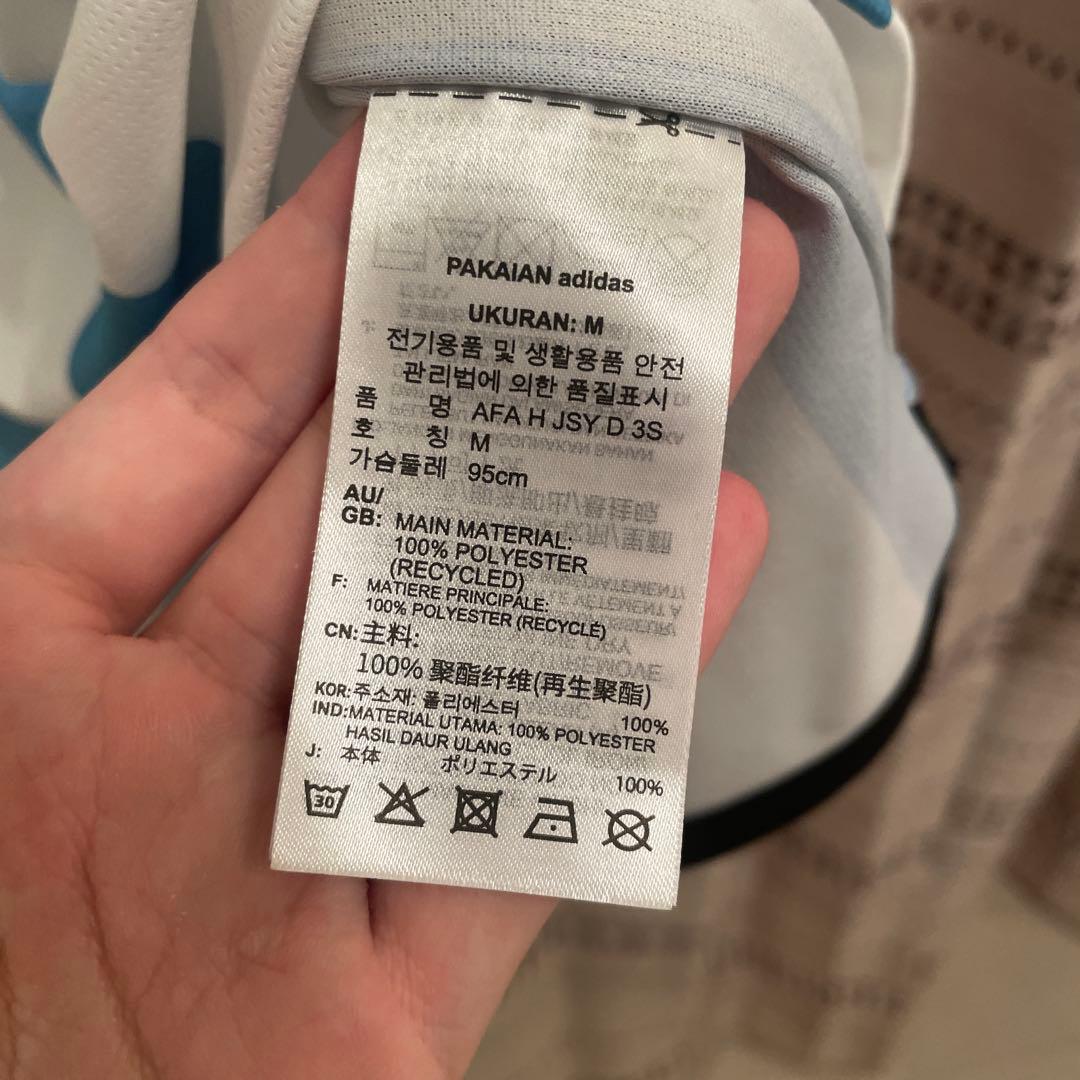 PAKAIAN adidas
UKURAN: M
전기용품 및 생활용품 안전
관리법에 의한 품질표시
품 명 AFA H JSY D 3S
호 칭 M
가슴둘레 95cm
AU/
GB: MAIN MATERIAL:
100% POLYESTER
(RECYCLED)
F: MATIERE PRINCIPALE:
100% POLYESTER (RECYCLÉ)
CN: 主料:
100% 聚酯纤维(再生聚酯)
KOR: 주소재: 폴리에스터 100%
IND: MATERIAL UTAMA: 100% POLYESTER
HASIL DAUR ULANG
J: 本体 ポリエステル 100%
30